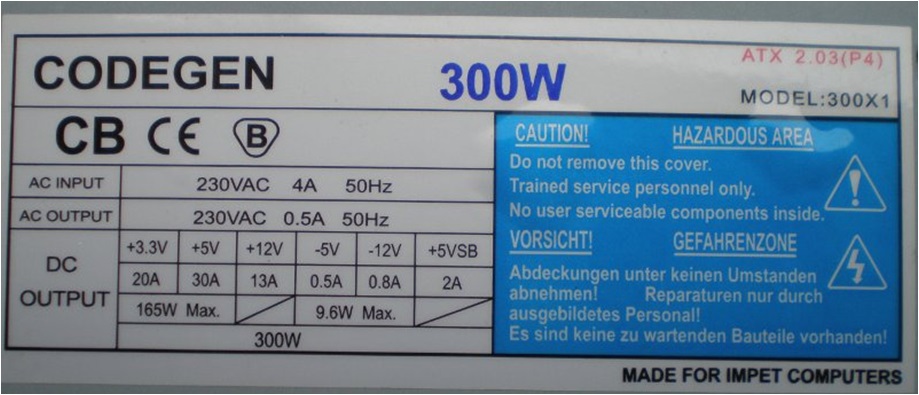 CODEGEN 300W
ATX 2.03(P4)
MODEL:300X1
CB CE B
AC INPUT 230VAC 4A 50Hz
AC OUTPUT 230VAC 0.5A 50Hz
DC OUTPUT
+3.3V +5V +12V -5V -12V +5VSB
20A 30A 13A 0.5A 0.8A 2A
165W Max. 9.6W Max.
300W
CAUTION! HAZARDOUS AREA
Do not remove this cover.
Trained service personnel only.
No user serviceable components inside.
VORSICHT! GEFAHRENZONE
Abdeckungen unter keinen Umstanden
abnehmen! Reparaturen nur durch
ausgebildetes Personal!
Es sind keine zu wartenden Bauteile vorhanden!
MADE FOR IMPET COMPUTERS